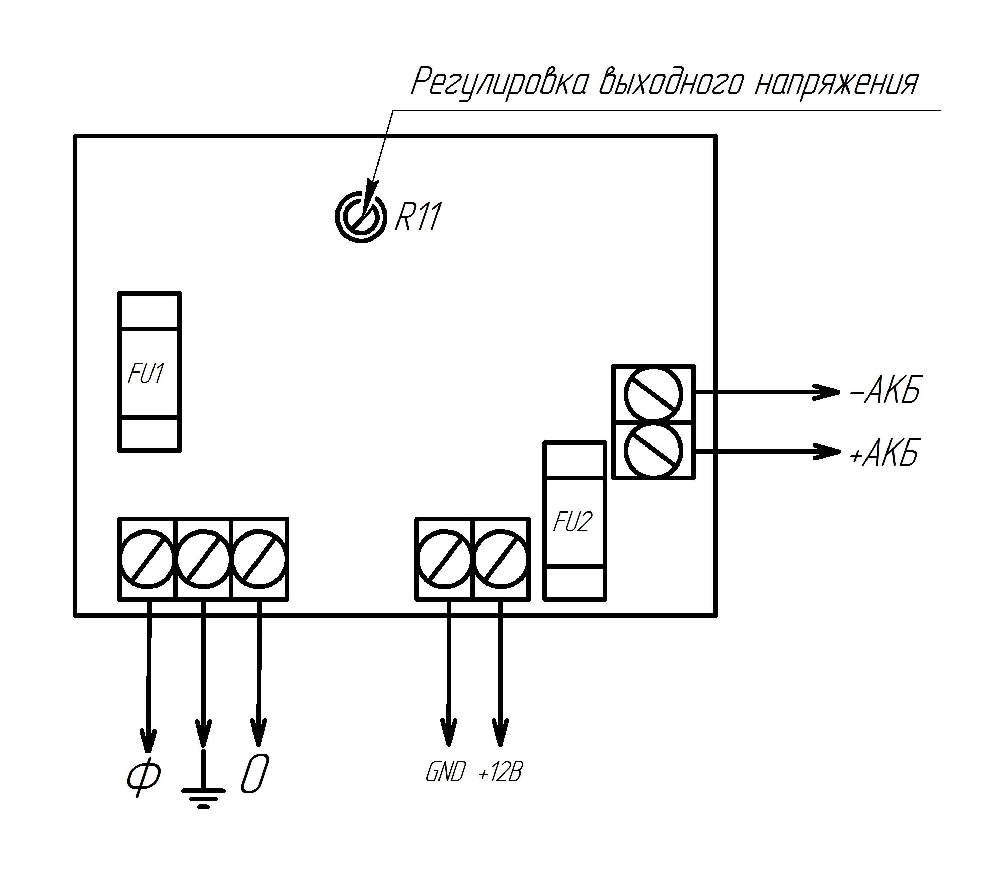 Регулировка выходного напряжения
R11
FU1
-АКБ
+АКБ
FU2
Ф
0
GND +12В